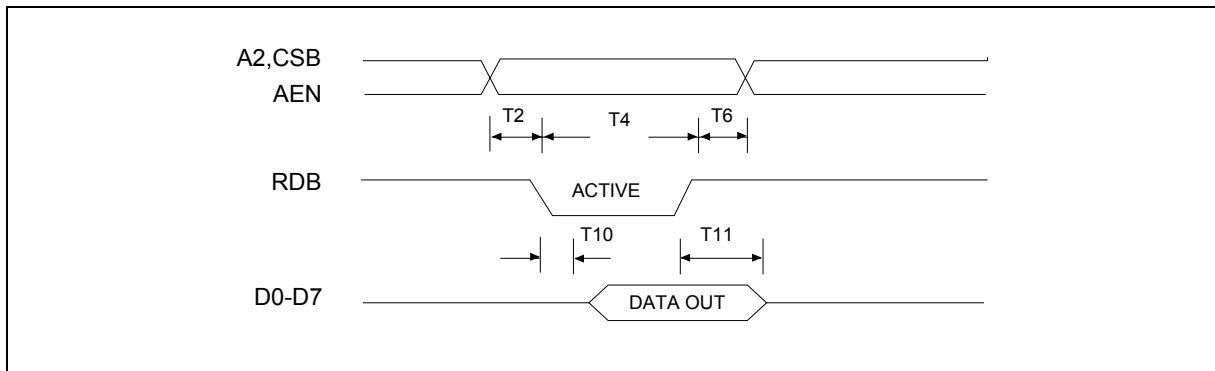 A2,CSB
AEN
T2
T4
T6
RDB
ACTIVE
T10
T11
D0-D7
DATA OUT